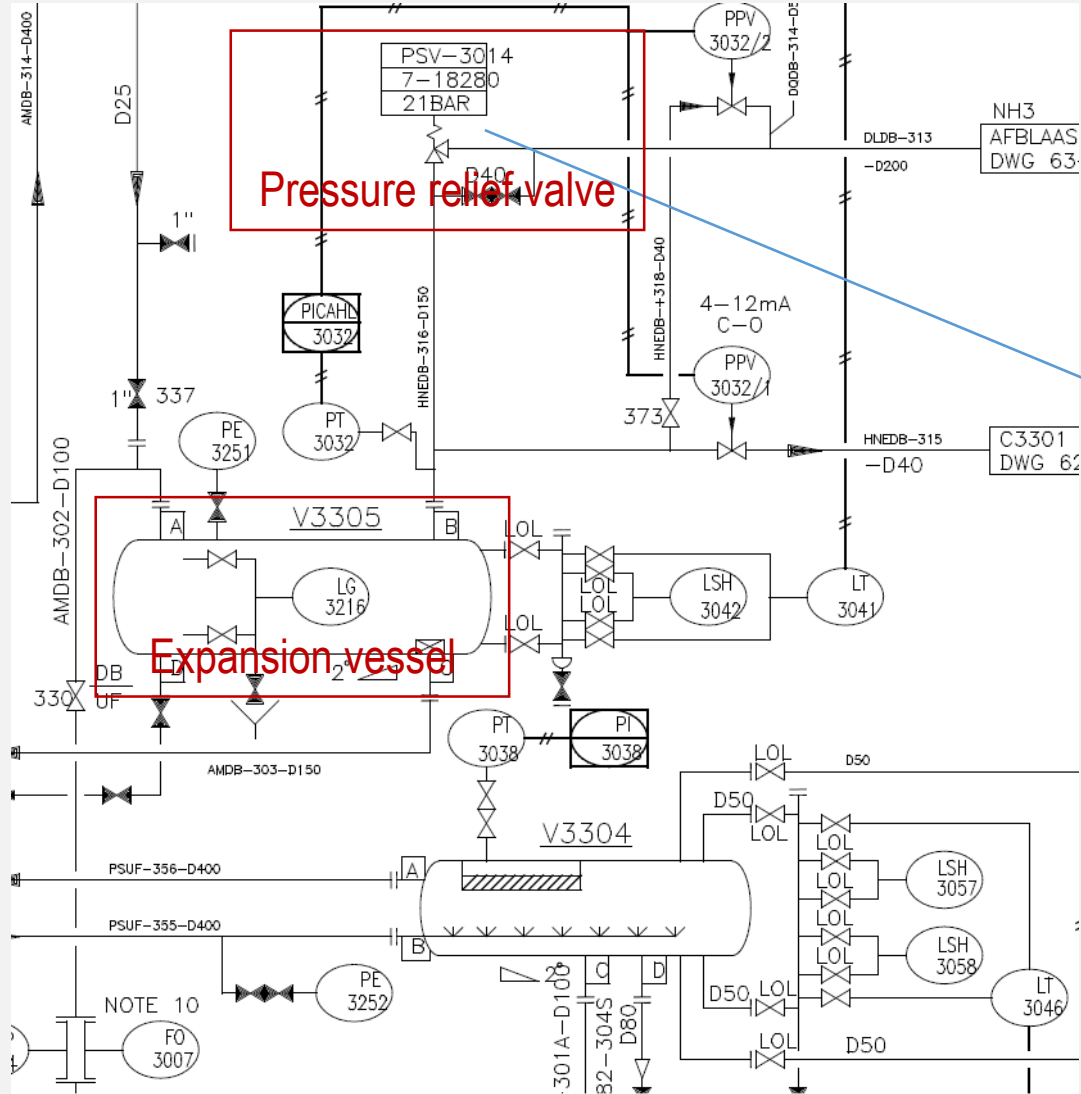 AMDB-314-D400
D25
PSV-3014
7-18280
21BAR
PPV
3032/2
DQDB-314-D5
NH3
AFBLAAS
DWG 63-
DLDB-313
-D200
D40
Pressure relief valve
1"
PICAHL
3032
HNEDB-316-D150
HNEDB-+318-D40
4-12mA
C-O
PPV
3032/1
1" 337
PE
3251
PT
3032
373
HNEDB-315
-D40
C3301
DWG 62
AMDB-302-D100
A
V3305
B
LOL
LG
3216
LOL
LOL
LSH
3042
LT
3041
LOL
Expansion vessel
D
2°
C
DB
UF
330
AMDB-303-D150
PT
3038
PI
3038
LOL
D50
V3304
D50
LOL
LOL
PSUF-356-D400
A
LSH
3057
LOL
PSUF-355-D400
B
LOL
LSH
3058
LOL
2°
C
D
PE
3252
D50
LOL
LT
3046
NOTE 10
FO
3007
-301A-D100
B2-304S
D80
LOL
D50